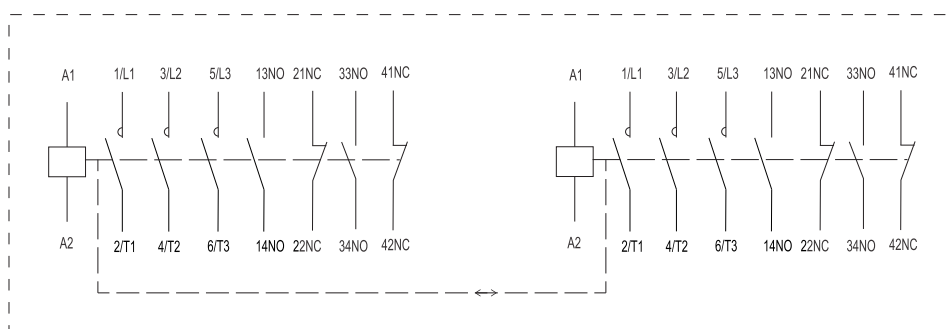 A1 1/L1 3/L2 5/L3 13NO 21NC 33NO 41NC A1 1/L1 3/L2 5/L3 13NO 21NC 33NO 41NC
A2 2/T1 4/T2 6/T3 14NO 22NC 34NO 42NC A2 2/T1 4/T2 6/T3 14NO 22NC 34NO 42NC